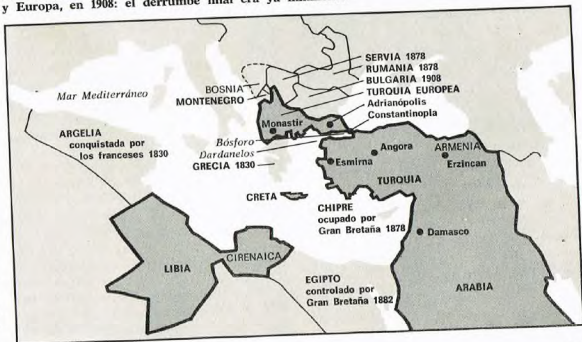 y Europa, en 1908: el derrumbe final era ya
SERVIA 1878
RUMANIA 1878
BULGARIA 1908
TURQUIA EUROPEA
Adrianópolis
Constantinopla
BOSNIA
MONTENEGRO
Mar Mediterráneo
Monastir
ARGELIA
conquistada por
los franceses 1830
Bósforo
Dardanelos
GRECIA 1830
Esmirna
Angora
ARMENIA
Erzincan
TURQUIA
CRETA
CHIPRE
ocupado por
Gran Bretaña 1878
Damasco
LIBIA
CIRENAICA
EGIPTO
controlado por
Gran Bretaña 1882
ARABIA